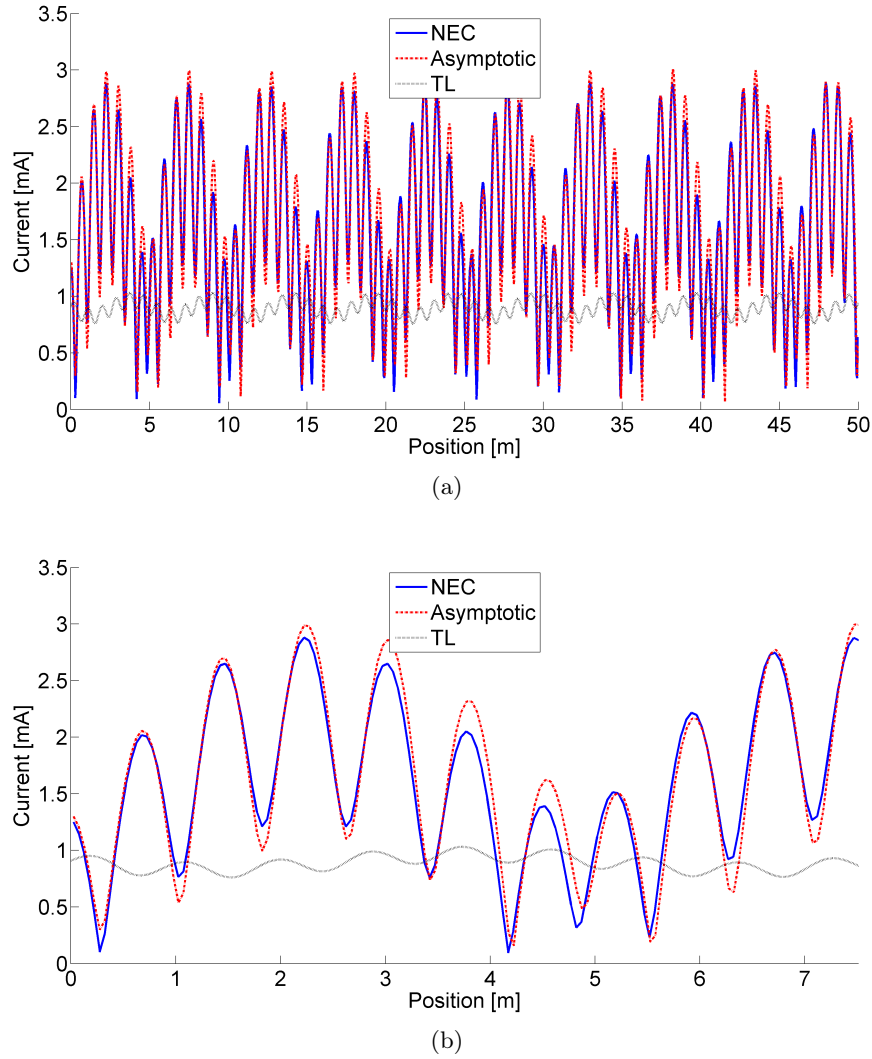 3.5
3
2.5
2
1.5
1
0.5
0
Current [mA]
NEC
Asymptotic
TL
0 5 10 15 20 25 30 35 40 45 50
Position [m]
(a)
3.5
3
2.5
2
1.5
1
0.5
0
Current [mA]
NEC
Asymptotic
TL
0 1 2 3 4 5 6 7
Position [m]
(b)